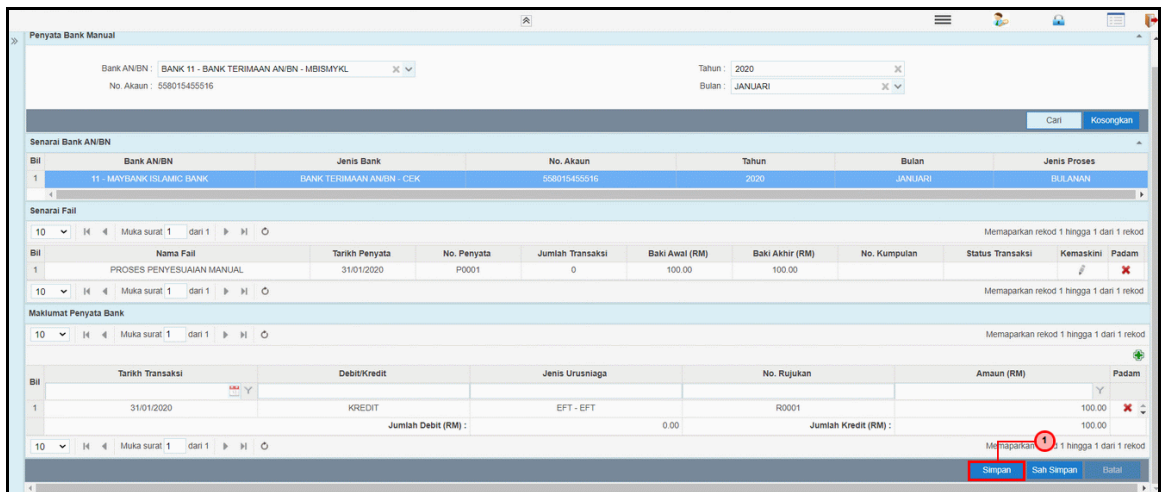 Penyata Bank Manual
Bank AN/BN : BANK 11 - BANK TERIMAAN AN/BN - MBISMYKL Tahun : 2020
No. Akaun : 558015455516 Bulan : JANUARI
Cari Kosongkan
Senarai Bank AN/BN
Bil Bank AN/BN Jenis Bank No. Akaun Tahun Bulan Jenis Proses
1 11 - MAYBANK ISLAMIC BANK BANK TERIMAAN AN/BN - CEK 558015455516 2020 JANUARI BULANAN
Senarai Fail
10 Muka surat 1 dari 1 Memaparkan rekod 1 hingga 1 dari 1 rekod
Bil Nama Fail Tarikh Penyata No. Penyata Jumlah Transaksi Baki Awal (RM) Baki Akhir (RM) No. Kumpulan Status Transaksi Kemaskini Padam
1 PROSES PENYESUAIAN MANUAL 31/01/2020 P0001 0 100.00 100.00
10 Muka surat 1 dari 1 Memaparkan rekod 1 hingga 1 dari 1 rekod
Maklumat Penyata Bank
10 Muka surat 1 dari 1 Memaparkan rekod 1 hingga 1 dari 1 rekod
Bil Tarikh Transaksi Debit/Kredit Jenis Urusniaga No. Rujukan Amaun (RM) Padam
1 31/01/2020 KREDIT EFT - EFT R0001 100.00
Jumlah Debit (RM) : 0.00 Jumlah Kredit (RM) : 100.00
10 Muka surat 1 dari 1 Memaparkan 1 1 hingga 1 dari 1 rekod
Simpan Sah Simpan Batal